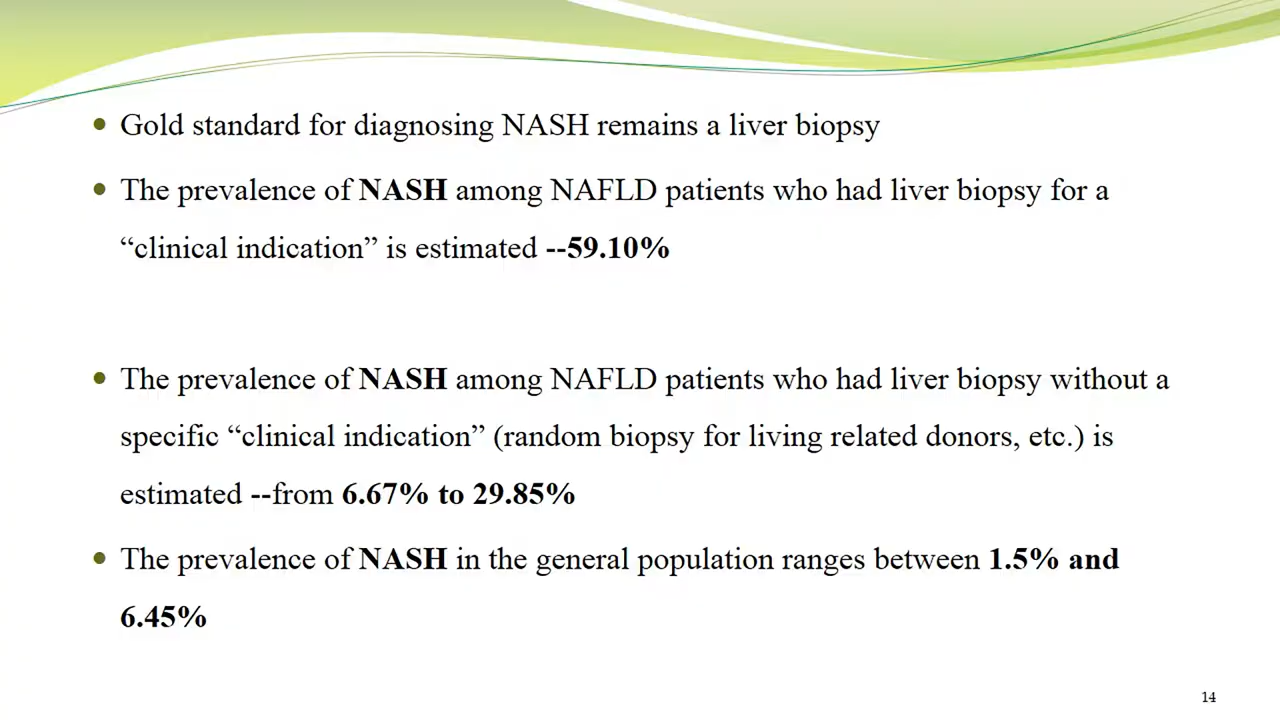 Gold standard for diagnosing NASH remains a liver biopsy
The prevalence of NASH among NAFLD patients who had liver biopsy for a
“clinical indication” is estimated --59.10%
The prevalence of NASH among NAFLD patients who had liver biopsy without a
specific “clinical indication” (random biopsy for living related donors, etc.) is
estimated --from 6.67% to 29.85%
The prevalence of NASH in the general population ranges between 1.5% and
6.45%
14